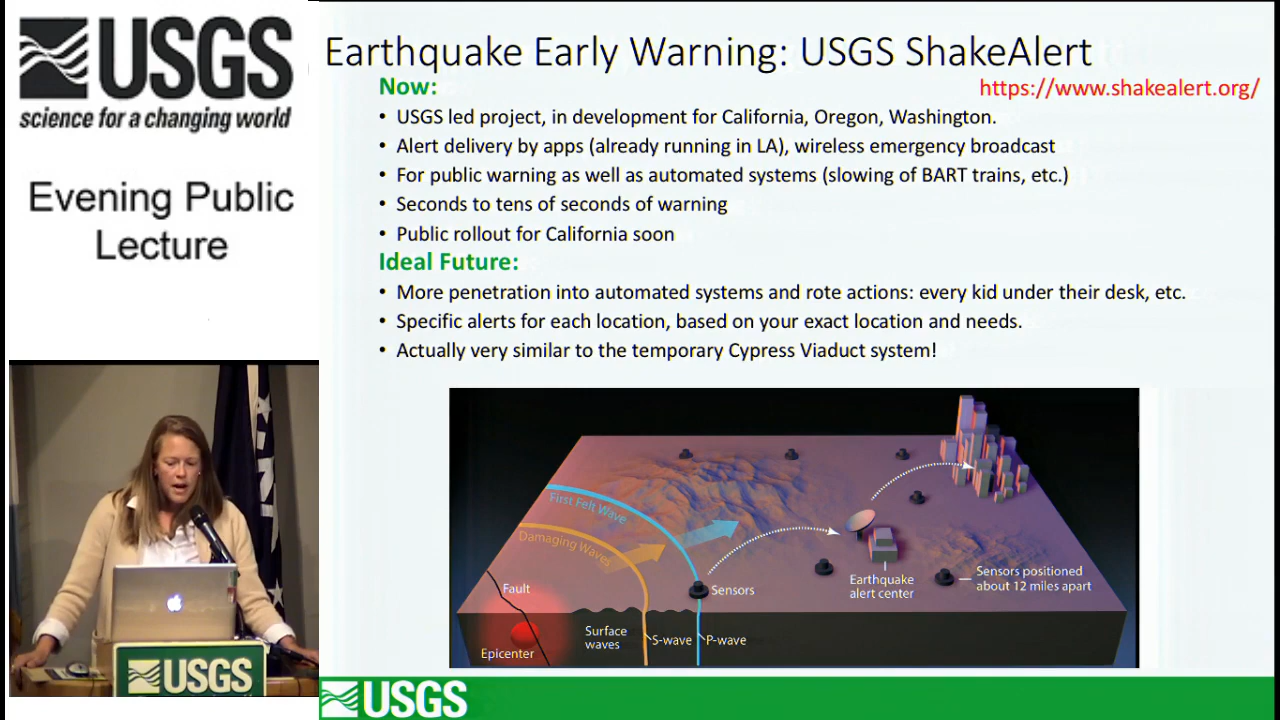 USGS
science for a changing world
Evening Public
Lecture
Earthquake Early Warning: USGS ShakeAlert
Now:
https://www.shakealert.org/
• USGS led project, in development for California, Oregon, Washington.
• Alert delivery by apps (already running in LA), wireless emergency broadcast
• For public warning as well as automated systems (slowing of BART trains, etc.)
• Seconds to tens of seconds of warning
• Public rollout for California soon
Ideal Future:
• More penetration into automated systems and rote actions: every kid under their desk, etc.
• Specific alerts for each location, based on your exact location and needs.
• Actually very similar to the temporary Cypress Viaduct system!
First Felt Wave
Damaging Waves
Fault
Sensors
Earthquake
alert center
Sensors positioned
about 12 miles apart
Surface
waves
S-wave
P-wave
Epicenter
USGS
USGS